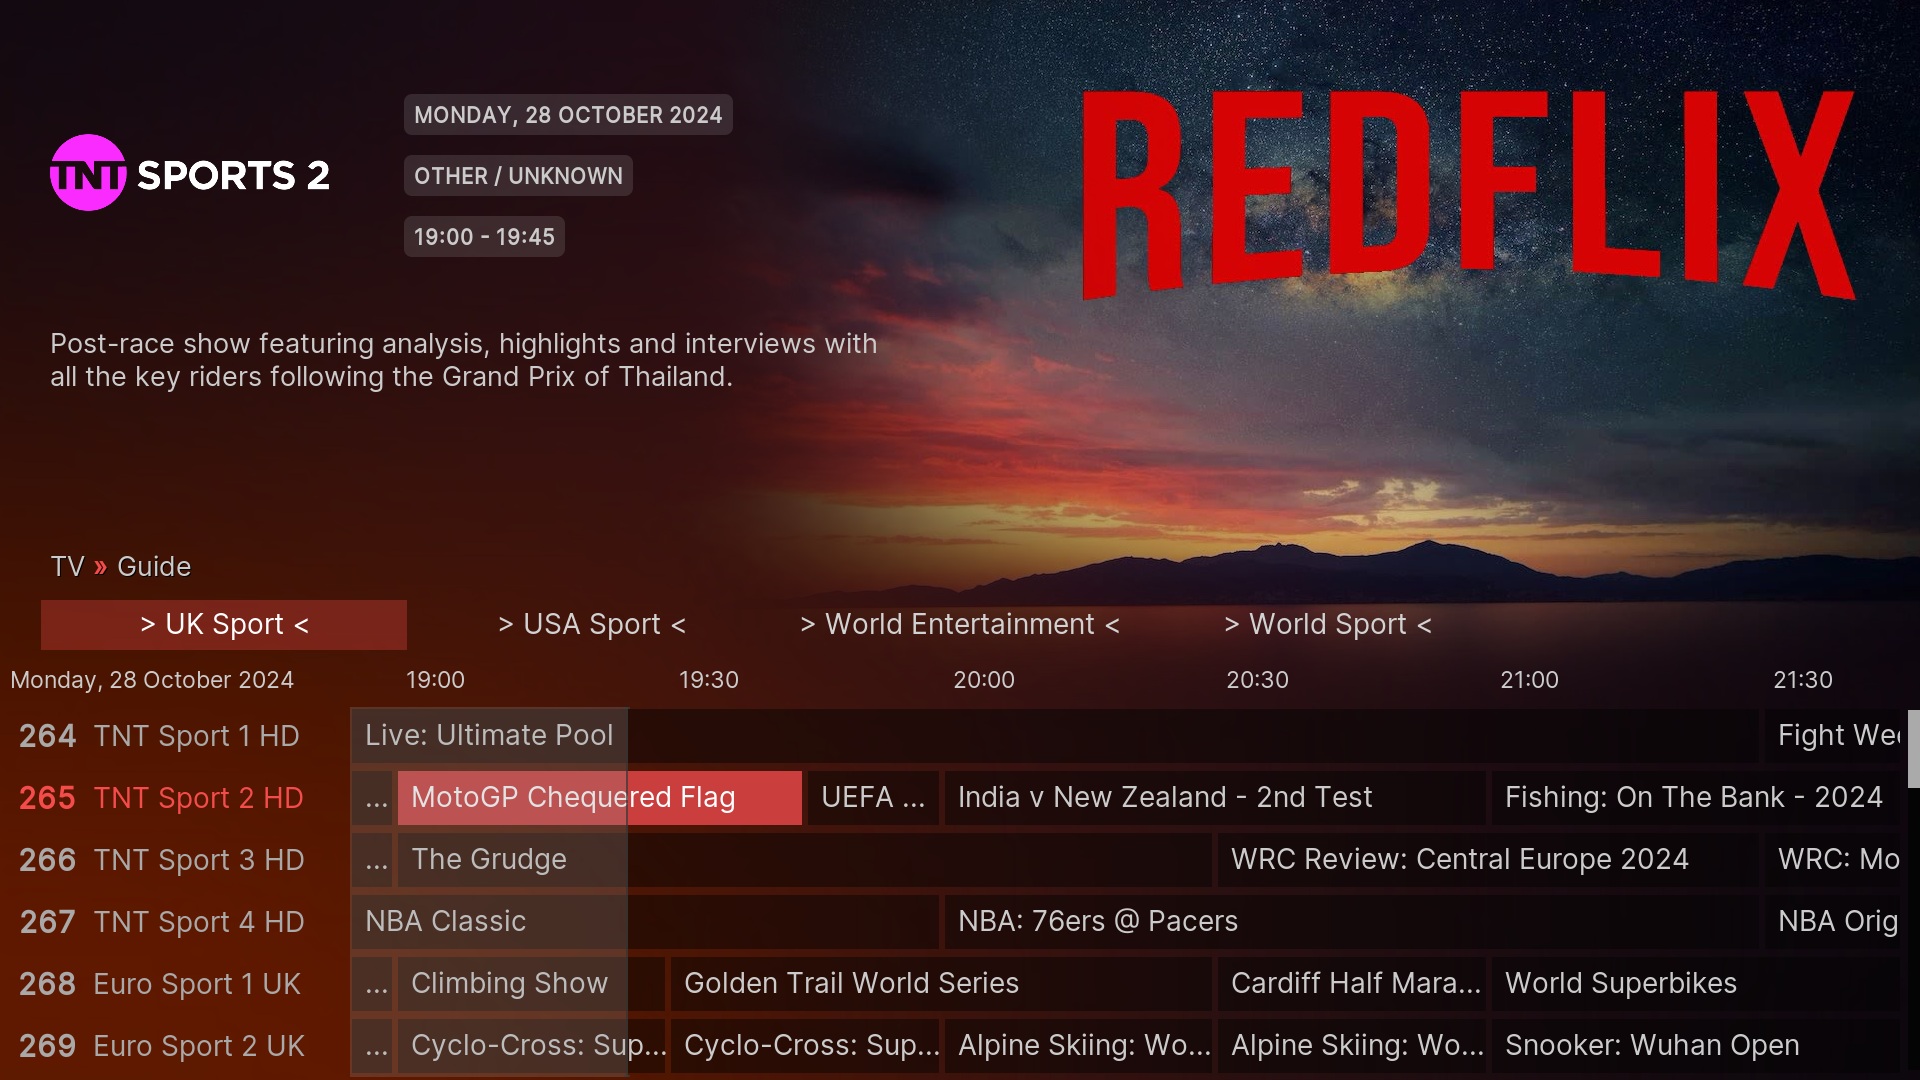 MONDAY, 28 OCTOBER 2024
TNT SPORTS 2
OTHER / UNKNOWN
19:00 - 19:45
REDFLIX
Post-race show featuring analysis, highlights and interviews with
all the key riders following the Grand Prix of Thailand.
TV » Guide
> UK Sport < > USA Sport < > World Entertainment < > World Sport <
Monday, 28 October 2024 19:00 19:30 20:00 20:30 21:00 21:30
264 TNT Sport 1 HD Live: Ultimate Pool Fight Wee
265 TNT Sport 2 HD ... MotoGP Chequered Flag UEFA ... India v New Zealand - 2nd Test Fishing: On The Bank - 2024
266 TNT Sport 3 HD ... The Grudge WRC Review: Central Europe 2024 WRC: Mo
267 TNT Sport 4 HD NBA Classic NBA: 76ers @ Pacers NBA Orig
268 Euro Sport 1 UK ... Climbing Show Golden Trail World Series Cardiff Half Mara... World Superbikes
269 Euro Sport 2 UK ... Cyclo-Cross: Sup... Cyclo-Cross: Sup... Alpine Skiing: Wo... Alpine Skiing: Wo... Snooker: Wuhan Open